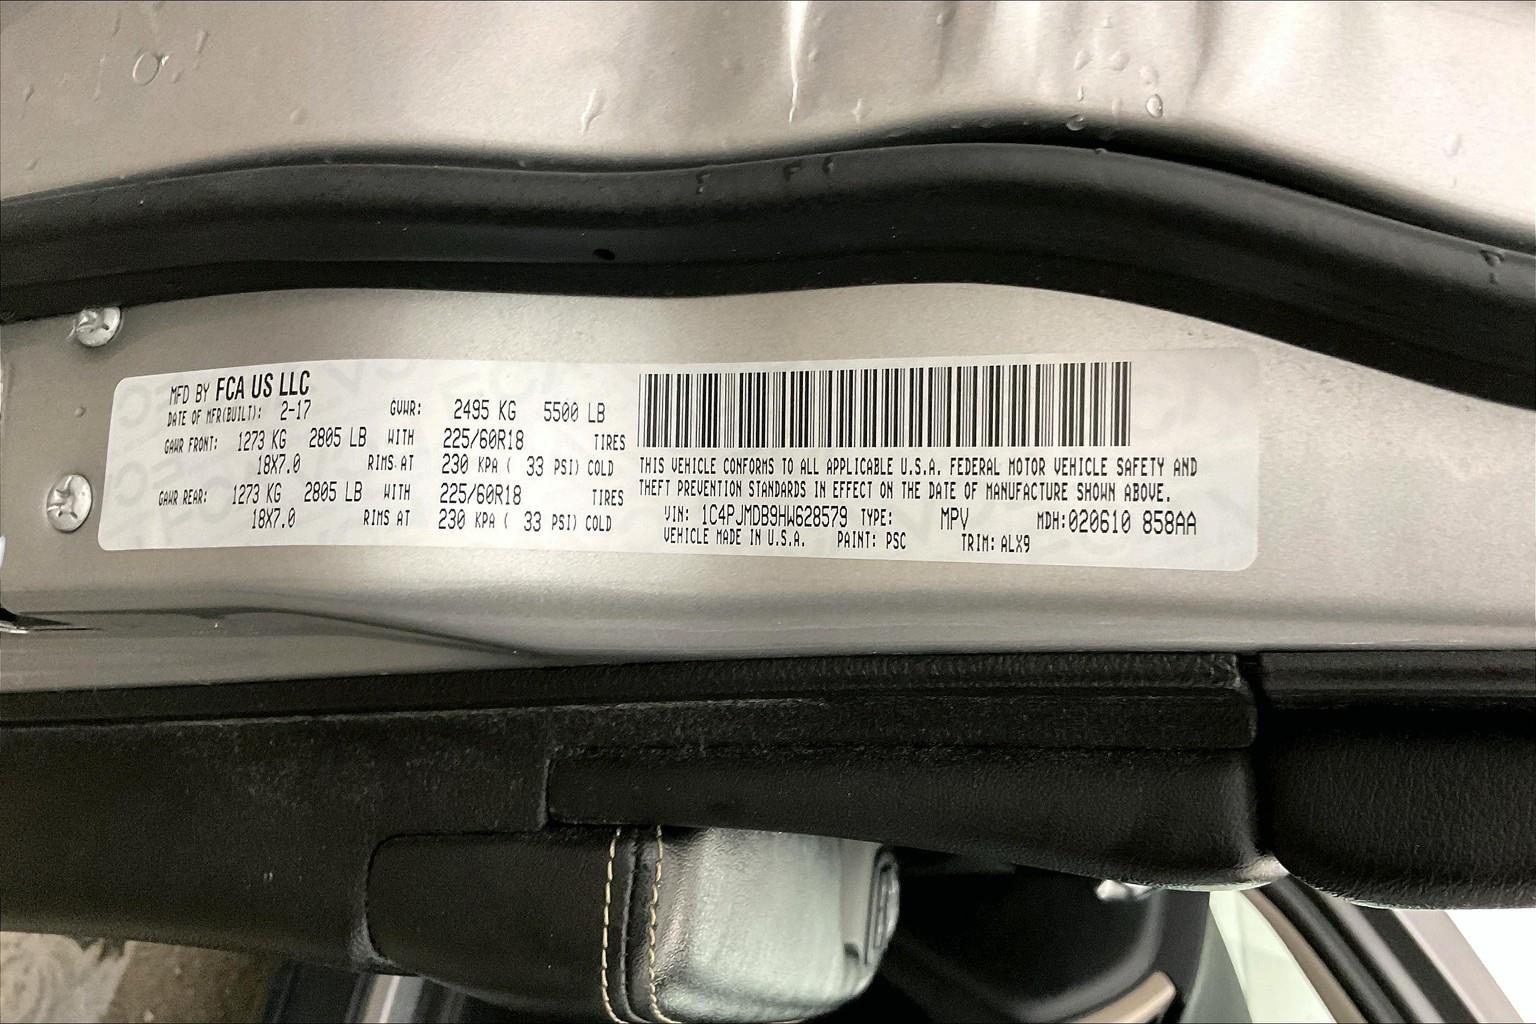 MFD BY FCA US LLC
DATE OF MFR(BUILT): 2-17 GVWR: 2495 KG 5500 LB
GAWR FRONT: 1273 KG 2805 LB WITH 225/60R18 TIRES
18X7.0 RIMS AT 230 KPA ( 33 PSI) COLD
GAWR REAR: 1273 KG 2805 LB WITH 225/60R18 TIRES
18X7.0 RIMS AT 230 KPA ( 33 PSI) COLD
THIS VEHICLE CONFORMS TO ALL APPLICABLE U.S.A. FEDERAL MOTOR VEHICLE SAFETY AND
THEFT PREVENTION STANDARDS IN EFFECT ON THE DATE OF MANUFACTURE SHOWN ABOVE.
VIN: 1C4PJMDB9HW628579 TYPE: MPV MDH:020610 858AA
VEHICLE MADE IN U.S.A. PAINT: PSC TRIM: ALX9